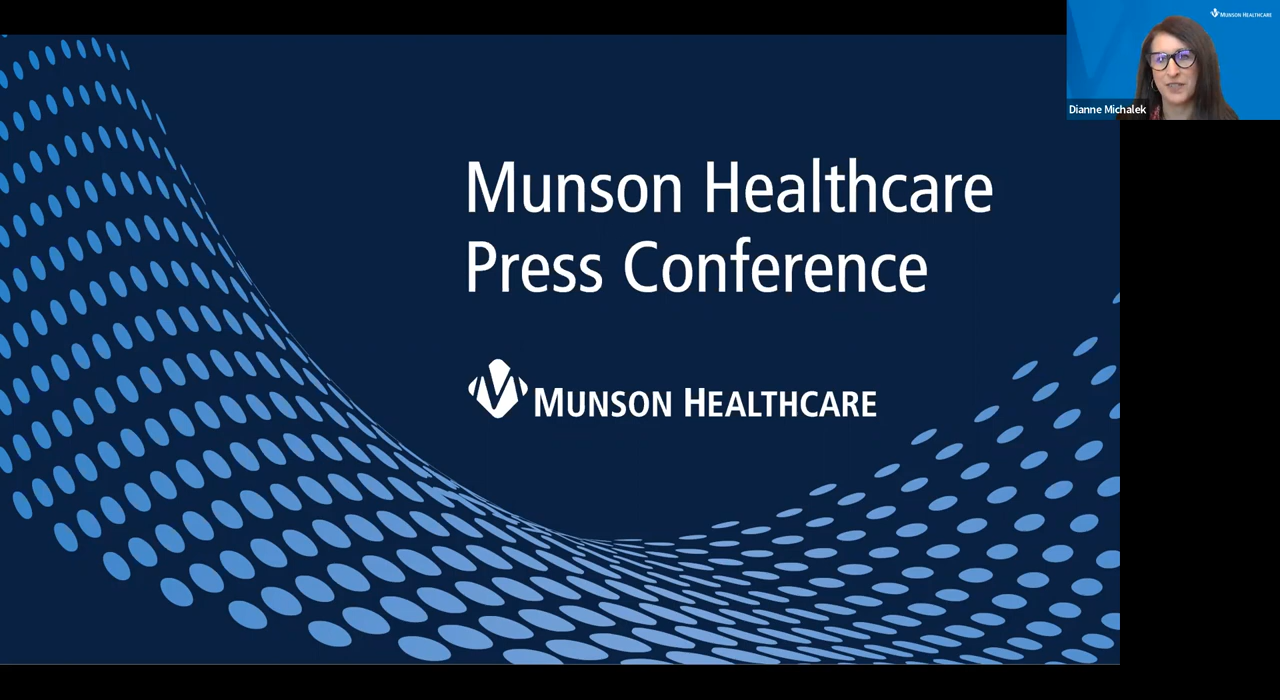 MUNSON HEALTHCARE
Dianne Michalek
Munson Healthcare
Press Conference
MUNSON HEALTHCARE